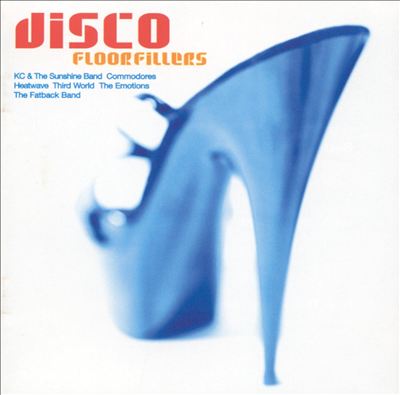 DISCO
FLOORFILLERS
KC & The Sunshine Band Commodores
Heatwave Third World The Emotions
The Fatback Band